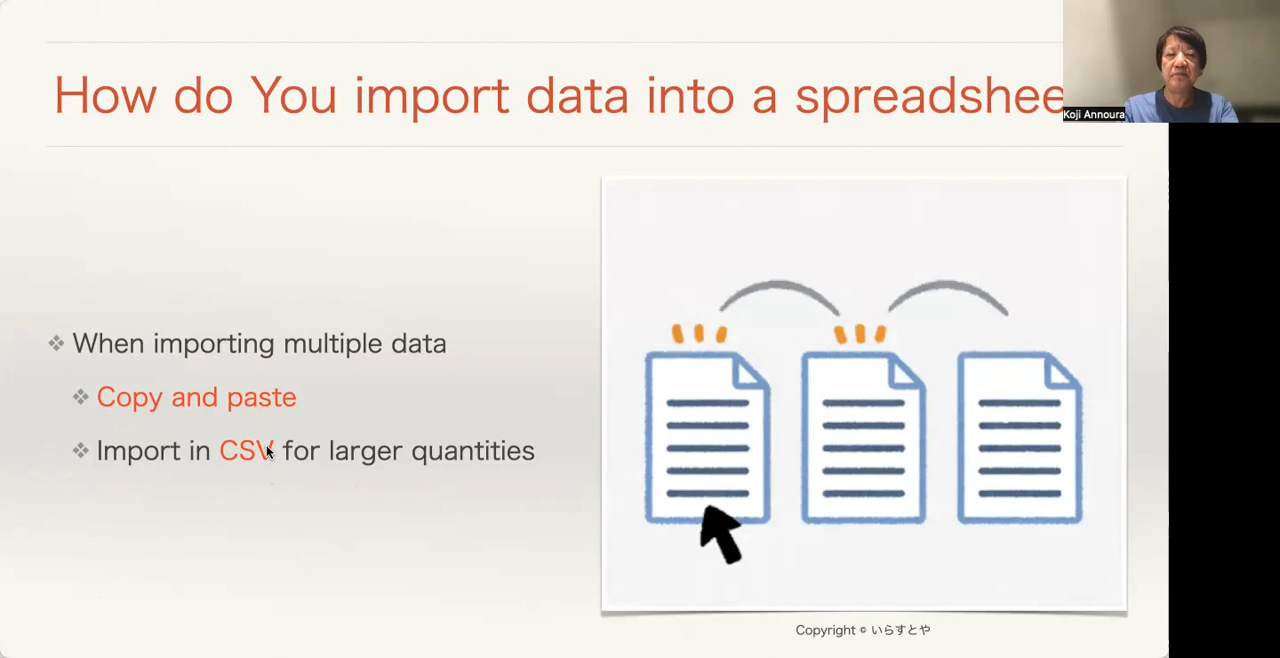 How do You import data into a spreadshee
Koji Annoura
When importing multiple data
Copy and paste
Import in CSV for larger quantities
Copyright © いらすとや